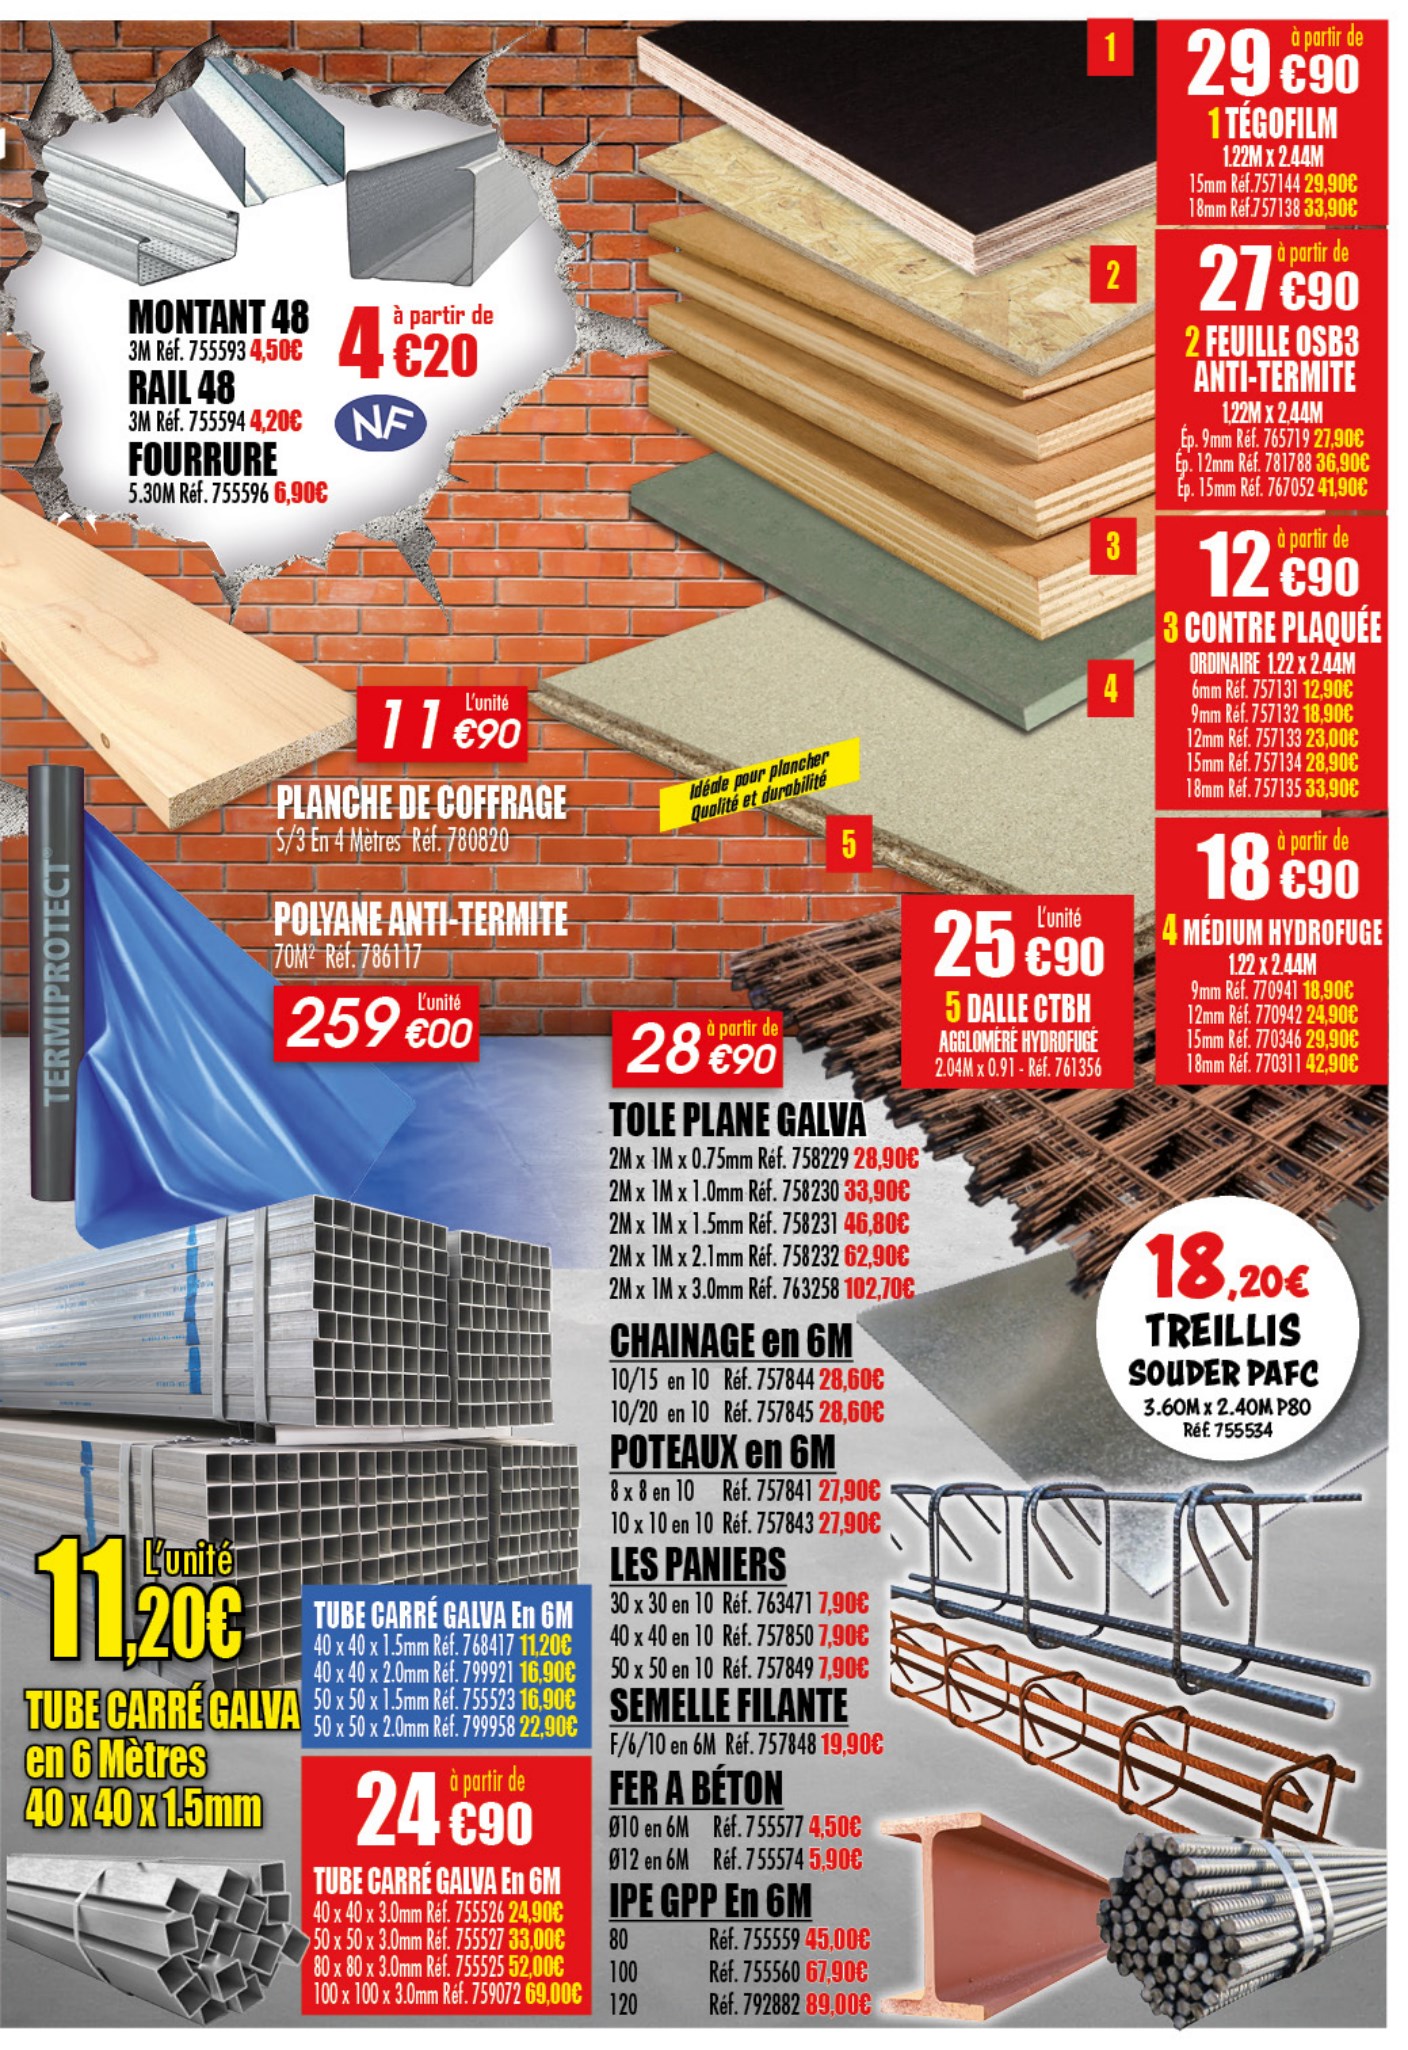 MONTANT 48
3M Réf. 755593 4,50€
RAIL 48
3M Réf. 755594 4,20€
FOURRURE
5.30M Réf. 755596 6,90€
à partir de
4 €20
NF
1
à partir de
29 €90
1 TÉGOFILM
1.22M x 2.44M
15mm Réf.757144 29,90€
18mm Réf.757138 33,90€
2
à partir de
27 €90
2 FEUILLE OSB3
ANTI-TERMITE
1,22M x 2,44M
Ép. 9mm Réf. 765719 27,90€
Ép. 12mm Réf. 781788 36,90€
Ep. 15mm Réf. 767052 41,90€
3
à partir de
12 €90
3 CONTRE PLAQUÉE
ORDINAIRE 1.22 x 2.44M
6mm Réf. 757131 12,90€
9mm Réf. 757132 18,90€
12mm Réf. 757133 23,00€
15mm Réf. 757134 28,90€
18mm Réf. 757135 33,90€
4
à partir de
18 €90
4 MÉDIUM HYDROFUGE
1.22 x 2.44M
9mm Réf. 770941 18,90€
12mm Réf. 770942 24,90€
15mm Réf. 770346 29,90€
18mm Réf. 770311 42,90€
L'unité
11 €90
PLANCHE DE COFFRAGE
S/3 En 4 Mètres Réf. 780820
Idéale pour plancher
Qualité et durabilité
5
L'unité
25 €90
5 DALLE CTBH
AGGLOMÉRÉ HYDROFUGÉ
2.04M x 0.91 - Réf. 761356
TERMIPROTECT®
POLYANE ANTI-TERMITE
70M² Réf. 786117
L'unité
259 €00
à partir de
28 €90
TOLE PLANE GALVA
2M x 1M x 0.75mm Réf. 758229 28,90€
2M x 1M x 1.0mm Réf. 758230 33,90€
2M x 1M x 1.5mm Réf. 758231 46,80€
2M x 1M x 2.1mm Réf. 758232 62,90€
2M x 1M x 3.0mm Réf. 763258 102,70€
18,20€
TREILLIS
SOUDER PAFC
3.60M x 2.40M P80
Réf. 755534
CHAINAGE en 6M
10/15 en 10 Réf. 757844 28,60€
10/20 en 10 Réf. 757845 28,60€
POTEAUX en 6M
8 x 8 en 10 Réf. 757841 27,90€
10 x 10 en 10 Réf. 757843 27,90€
LES PANIERS
30 x 30 en 10 Réf. 763471 7,90€
40 x 40 en 10 Réf. 757850 7,90€
50 x 50 en 10 Réf. 757849 7,90€
SEMELLE FILANTE
F/6/10 en 6M Réf. 757848 19,90€
FER A BÉTON
Ø10 en 6M Réf. 755577 4,50€
Ø12 en 6M Réf. 755574 5,90€
IPE GPP En 6M
80 Réf. 755559 45,00€
100 Réf. 755560 67,90€
120 Réf. 792882 89,00€
L'unité
11,20€
TUBE CARRÉ GALVA
en 6 Mètres
40 x 40 x 1.5mm
TUBE CARRÉ GALVA En 6M
40 x 40 x 1.5mm Réf. 768417 11,20€
40 x 40 x 2.0mm Réf. 799921 16,90€
50 x 50 x 1.5mm Réf. 755523 16,90€
50 x 50 x 2.0mm Réf. 799958 22,90€
à partir de
24 €90
TUBE CARRÉ GALVA En 6M
40 x 40 x 3.0mm Réf. 755526 24,90€
50 x 50 x 3.0mm Réf. 755527 33,00€
80 x 80 x 3.0mm Réf. 755525 52,00€
100 x 100 x 3.0mm Réf. 759072 69,00€